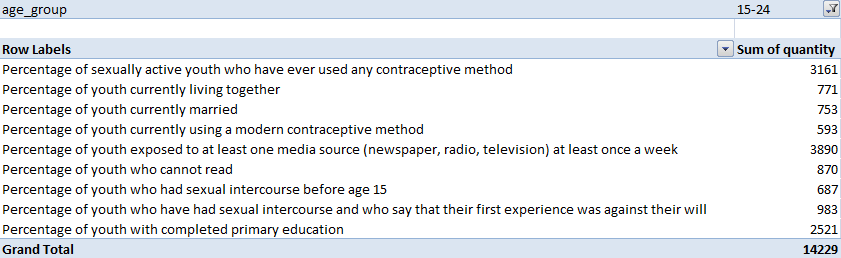 age_group 15-24
Row Labels Sum of quantity
Percentage of sexually active youth who have ever used any contraceptive method 3161
Percentage of youth currently living together 771
Percentage of youth currently married 753
Percentage of youth currently using a modern contraceptive method 593
Percentage of youth exposed to at least one media source (newspaper, radio, television) at least once a week 3890
Percentage of youth who cannot read 870
Percentage of youth who had sexual intercourse before age 15 687
Percentage of youth who have had sexual intercourse and who say that their first experience was against their will 983
Percentage of youth with completed primary education 2521
Grand Total 14229